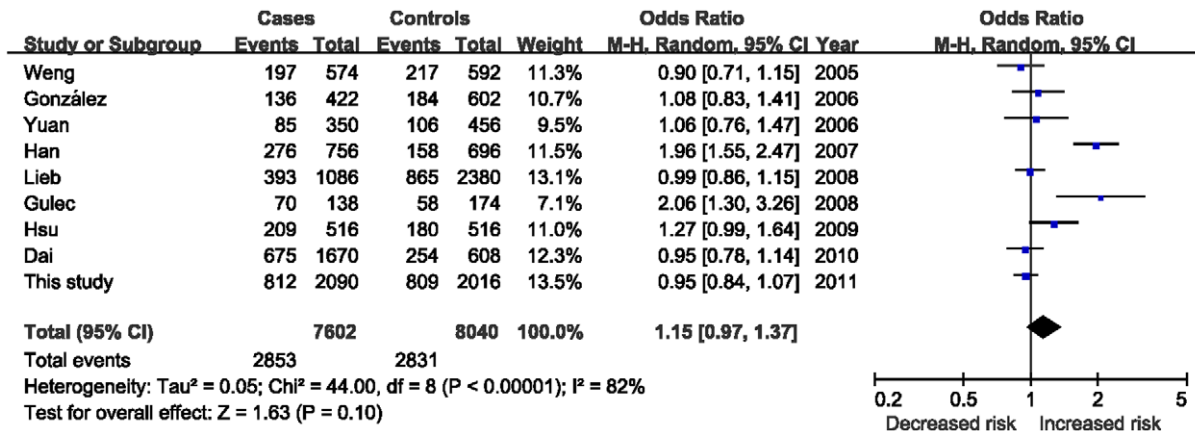 Cases Controls Odds Ratio Odds Ratio
Study or Subgroup Events Total Events Total Weight M-H, Random, 95% CI Year M-H, Random, 95% CI
Weng 197 574 217 592 11.3% 0.90 [0.71, 1.15] 2005
González 136 422 184 602 10.7% 1.08 [0.83, 1.41] 2006
Yuan 85 350 106 456 9.5% 1.06 [0.76, 1.47] 2006
Han 276 756 158 696 11.5% 1.96 [1.55, 2.47] 2007
Lieb 393 1086 865 2380 13.1% 0.99 [0.86, 1.15] 2008
Gulec 70 138 58 174 7.1% 2.06 [1.30, 3.26] 2008
Hsu 209 516 180 516 11.0% 1.27 [0.99, 1.64] 2009
Dai 675 1670 254 608 12.3% 0.95 [0.78, 1.14] 2010
This study 812 2090 809 2016 13.5% 0.95 [0.84, 1.07] 2011
Total (95% CI) 7602 8040 100.0% 1.15 [0.97, 1.37]
Total events 2853 2831
Heterogeneity: Tau² = 0.05; Chi² = 44.00, df = 8 (P < 0.00001); I² = 82%
Test for overall effect: Z = 1.63 (P = 0.10)
0.2 0.5 1 2 5
Decreased risk Increased risk